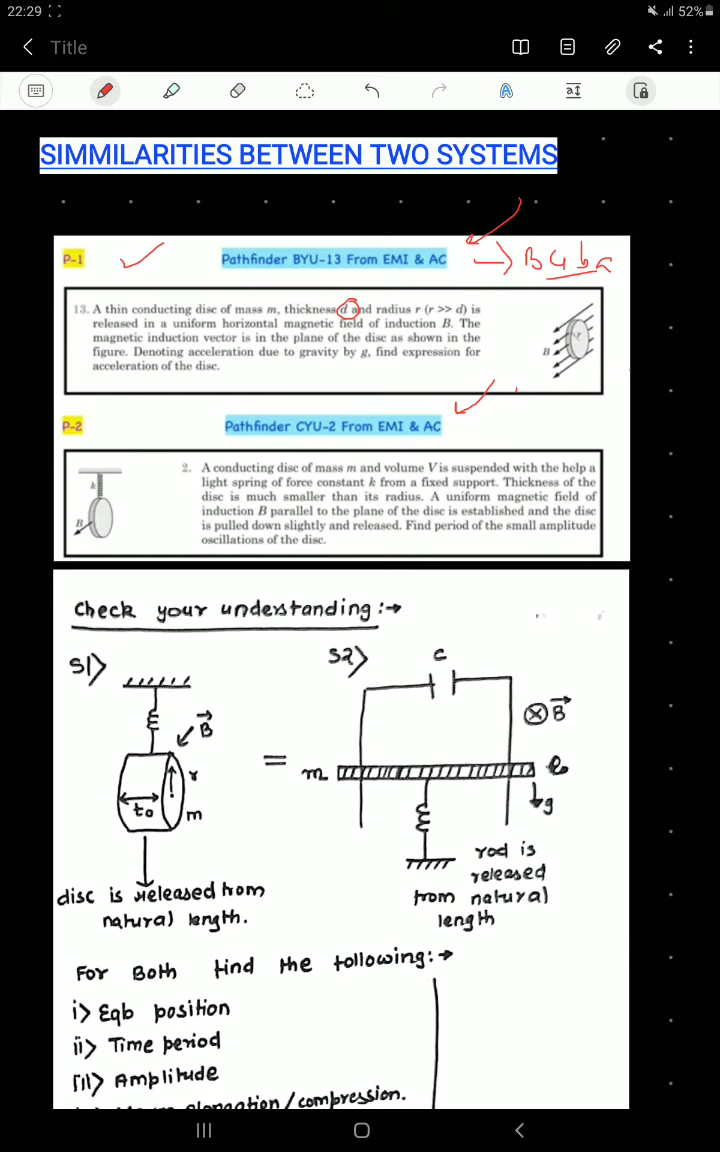 22:29
52%
Title
SIMMILARITIES BETWEEN TWO SYSTEMS
P-1
Pathfinder BYU-13 From EMI & AC
13. A thin conducting disc of mass m, thickness d and radius r (r >> d) is
released in a uniform horizontal magnetic field of induction B. The
magnetic induction vector is in the plane of the disc as shown in the
figure. Denoting acceleration due to gravity by g, find expression for
acceleration of the disc.
B
r
P-2
Pathfinder CYU-2 From EMI & AC
k
B
2. A conducting disc of mass m and volume V is suspended with the help a
light spring of force constant k from a fixed support. Thickness of the
disc is much smaller than its radius. A uniform magnetic field of
induction B parallel to the plane of the disc is established and the disc
is pulled down slightly and released. Find period of the small amplitude
oscillations of the disc.
Check your understanding :→
S1>
B
r
to
m
disc is released from
natural length.
=
S2>
C
B
m
l
g
rod is
released
from natural
length
For Both find the following:→
i> Eqb position
ii> Time period
iii> Amplitude
elongation/compression.